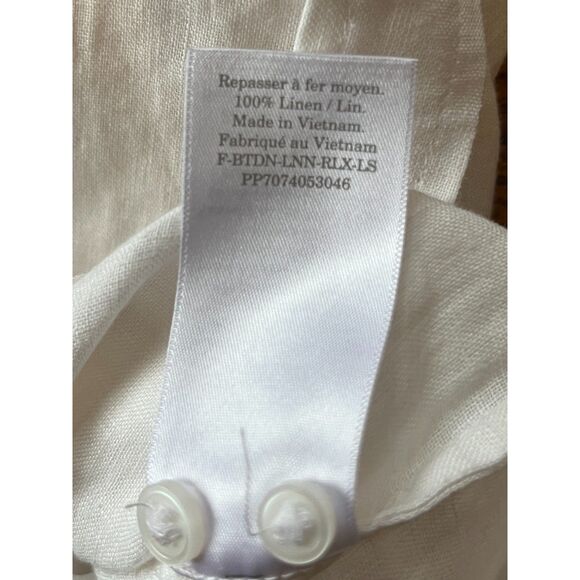 Repasser à fer moyen.
100% Linen / Lin.
Made in Vietnam.
Fabriqué au Vietnam
F-BTDN-LNN-RLX-LS
PP7074053046